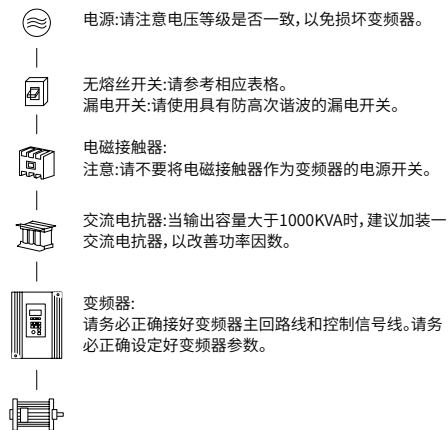 电源:请注意电压等级是否一致,以免损坏变频器。
无熔丝开关:请参考相应表格。
漏电开关:请使用具有防高次谐波的漏电开关。
电磁接触器:
注意:请不要将电磁接触器作为变频器的电源开关。
交流电抗器:当输出容量大于1000KVA时,建议加装一
交流电抗器,以改善功率因数。
变频器:
请务必正确接好变频器主回路线和控制信号线。请务
必正确设定好变频器参数。